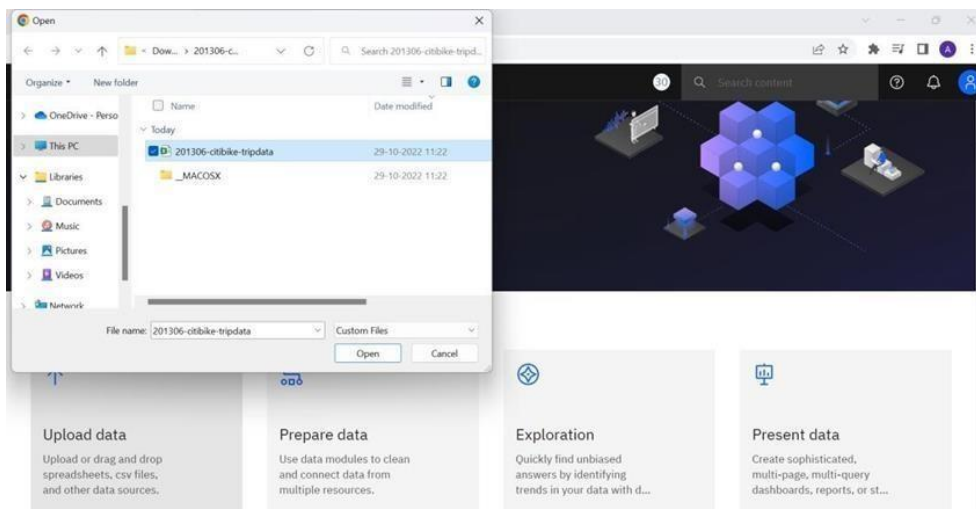 Open
Dow... > 201306-c...
Search 201306-citibike-tripd...
Organize
New folder
Name
Date modified
OneDrive - Perso
Today
This PC
201306-citibike-tripdata
29-10-2022 11:22
Libraries
__MACOSX
29-10-2022 11:22
Documents
Music
Pictures
Videos
Network
File name: 201306-citibike-tripdata
Custom Files
Open
Cancel
30
Search content
A
Upload data
Upload or drag and drop
spreadsheets, csv files,
and other data sources.
Prepare data
Use data modules to clean
and connect data from
multiple resources.
Exploration
Quickly find unbiased
answers by identifying
trends in your data with d...
Present data
Create sophisticated,
multi-page, multi-query
dashboards, reports, or st...